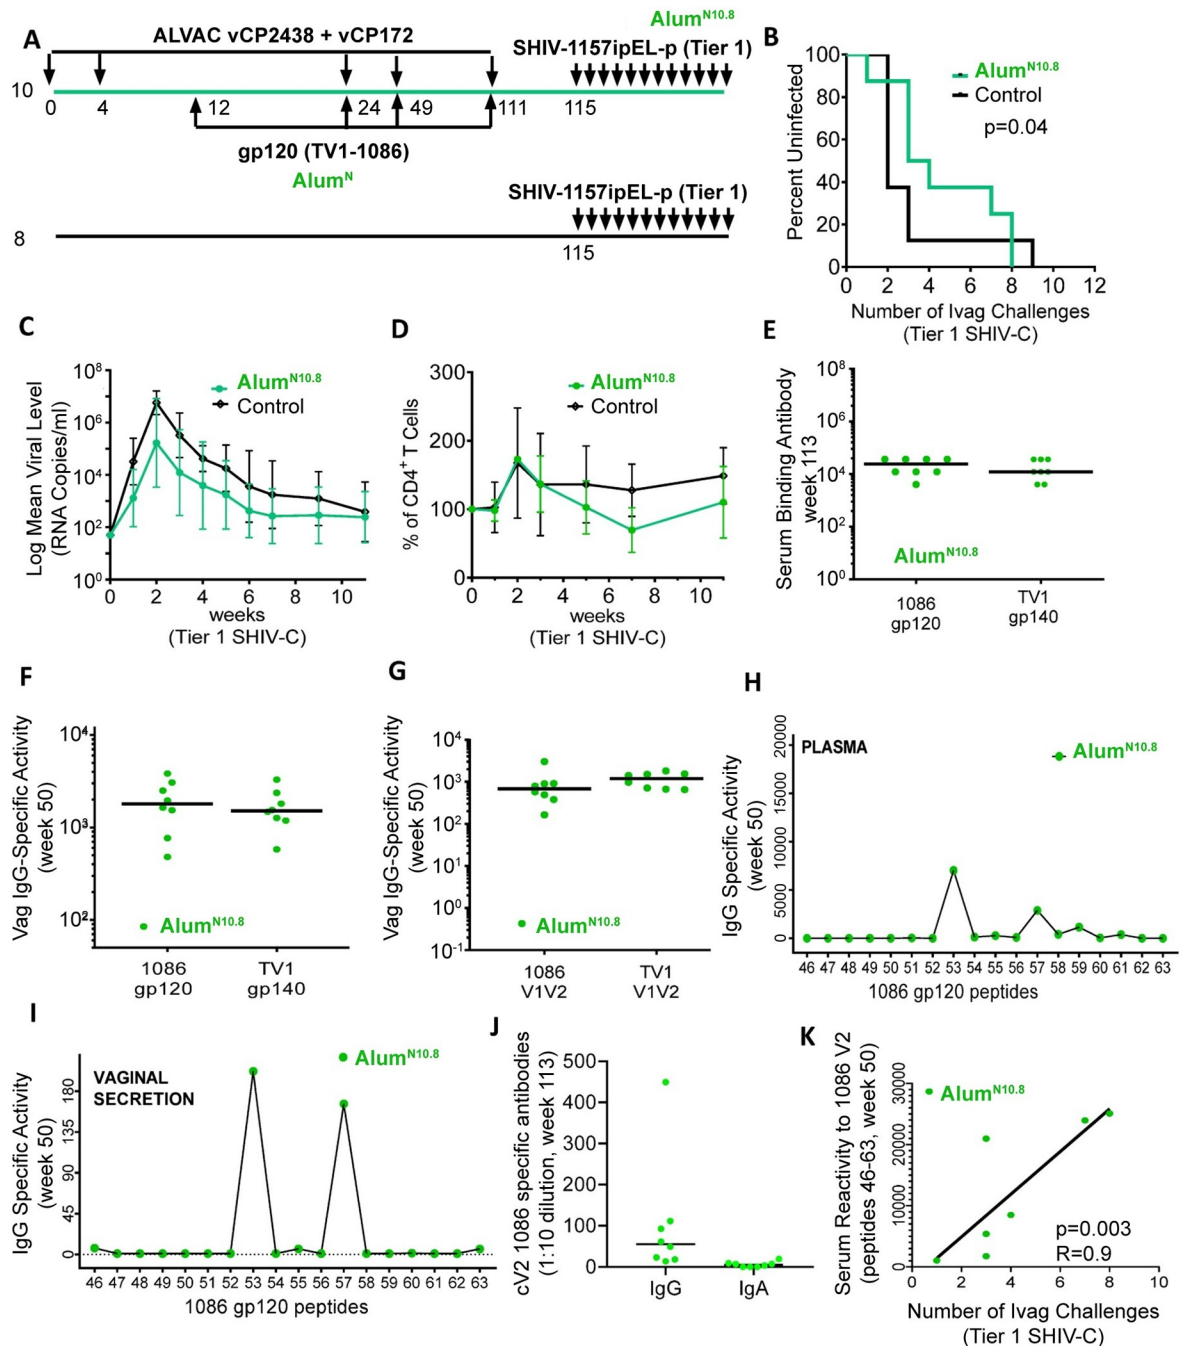 A
ALVAC vCP2438 + vCP172
Alum^N10.8
SHIV-1157ipEL-p (Tier 1)
10
0 4 12 24 49 111 115
gp120 (TV1-1086)
Alum^N
SHIV-1157ipEL-p (Tier 1)
8
115
B
Percent Uninfected
100
80
60
40
20
0
Alum^N10.8
Control
p=0.04
0 2 4 6 8 10 12
Number of Ivag Challenges
(Tier 1 SHIV-C)
C
Log Mean Viral Level
(RNA Copies/ml)
10^8
10^6
10^4
10^2
10^0
Alum^N10.8
Control
0 2 4 6 8 10
weeks
(Tier 1 SHIV-C)
D
% of CD4^+ T Cells
300
200
100
0
Alum^N10.8
Control
0 2 4 6 8 10
weeks
(Tier 1 SHIV-C)
E
Serum Binding Antibody
week 113
10^8
10^6
10^4
10^2
10^0
Alum^N10.8
1086
gp120
TV1
gp140
F
Vag IgG-Specific Activity
(week 50)
10^4
10^3
10^2
Alum^N10.8
1086
gp120
TV1
gp140
G
Vag IgG-Specific Activity
(week 50)
10^4
10^3
10^2
10^1
10^0
10^-1
Alum^N10.8
1086
V1V2
TV1
V1V2
H
IgG Specific Activity
(week 50)
20000
15000
10000
5000
0
PLASMA
Alum^N10.8
46 47 48 49 50 51 52 53 54 55 56 57 58 59 60 61 62 63
1086 gp120 peptides
I
IgG Specific Activity
(week 50)
180
135
90
45
0
VAGINAL
SECRETION
Alum^N10.8
46 47 48 49 50 51 52 53 54 55 56 57 58 59 60 61 62 63
1086 gp120 peptides
J
cV2 1086 specific antibodies
(1:10 dilution, week 113)
500
400
300
200
100
0
IgG IgA
K
Serum Reactivity to 1086 V2
(peptides 46-63, week 50)
30000
20000
10000
0
Alum^N10.8
p=0.003
R=0.9
2 4 6 8 10
Number of Ivag Challenges
(Tier 1 SHIV-C)